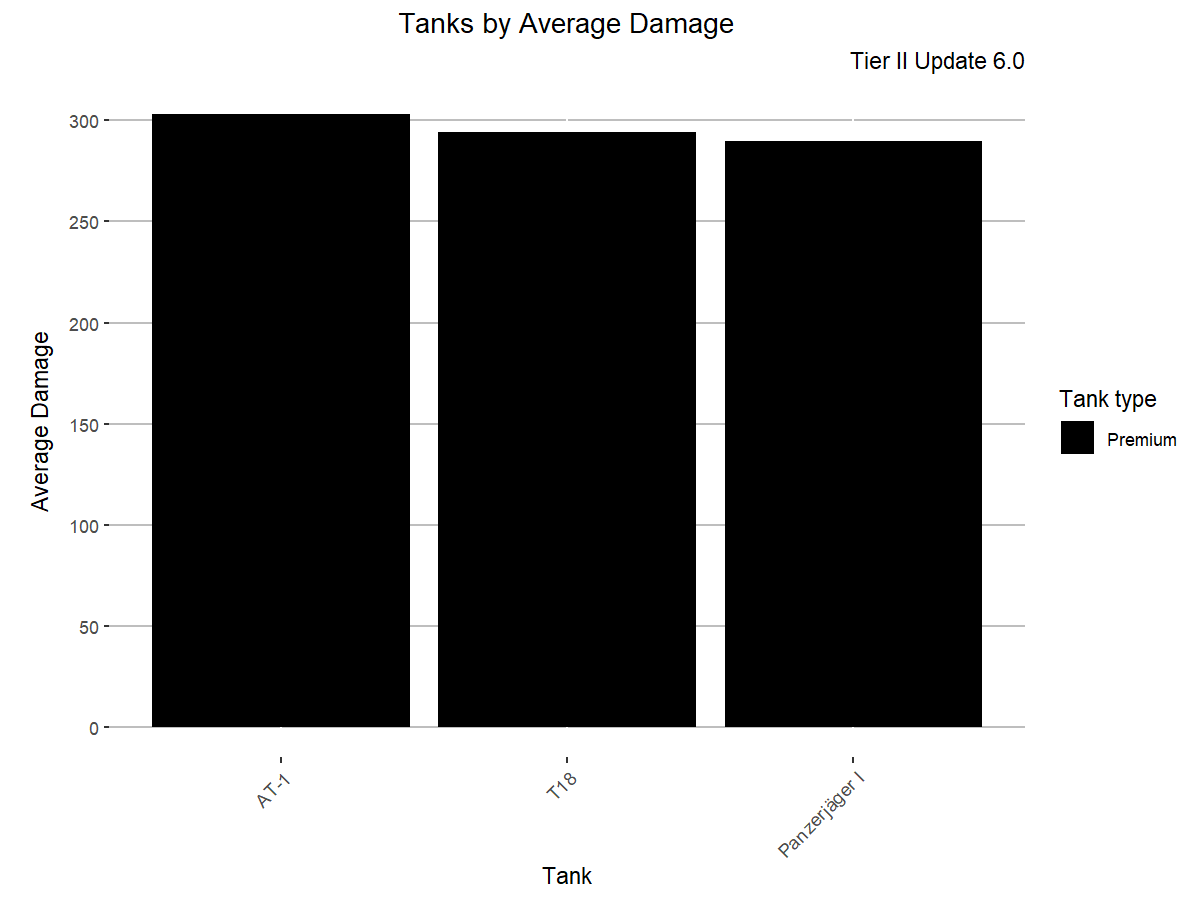 Tanks by Average Damage
Tier II Update 6.0
Average Damage
300
250
200
150
100
50
0
AT-1
T18
Panzerjäger I
Tank
Tank type
Premium